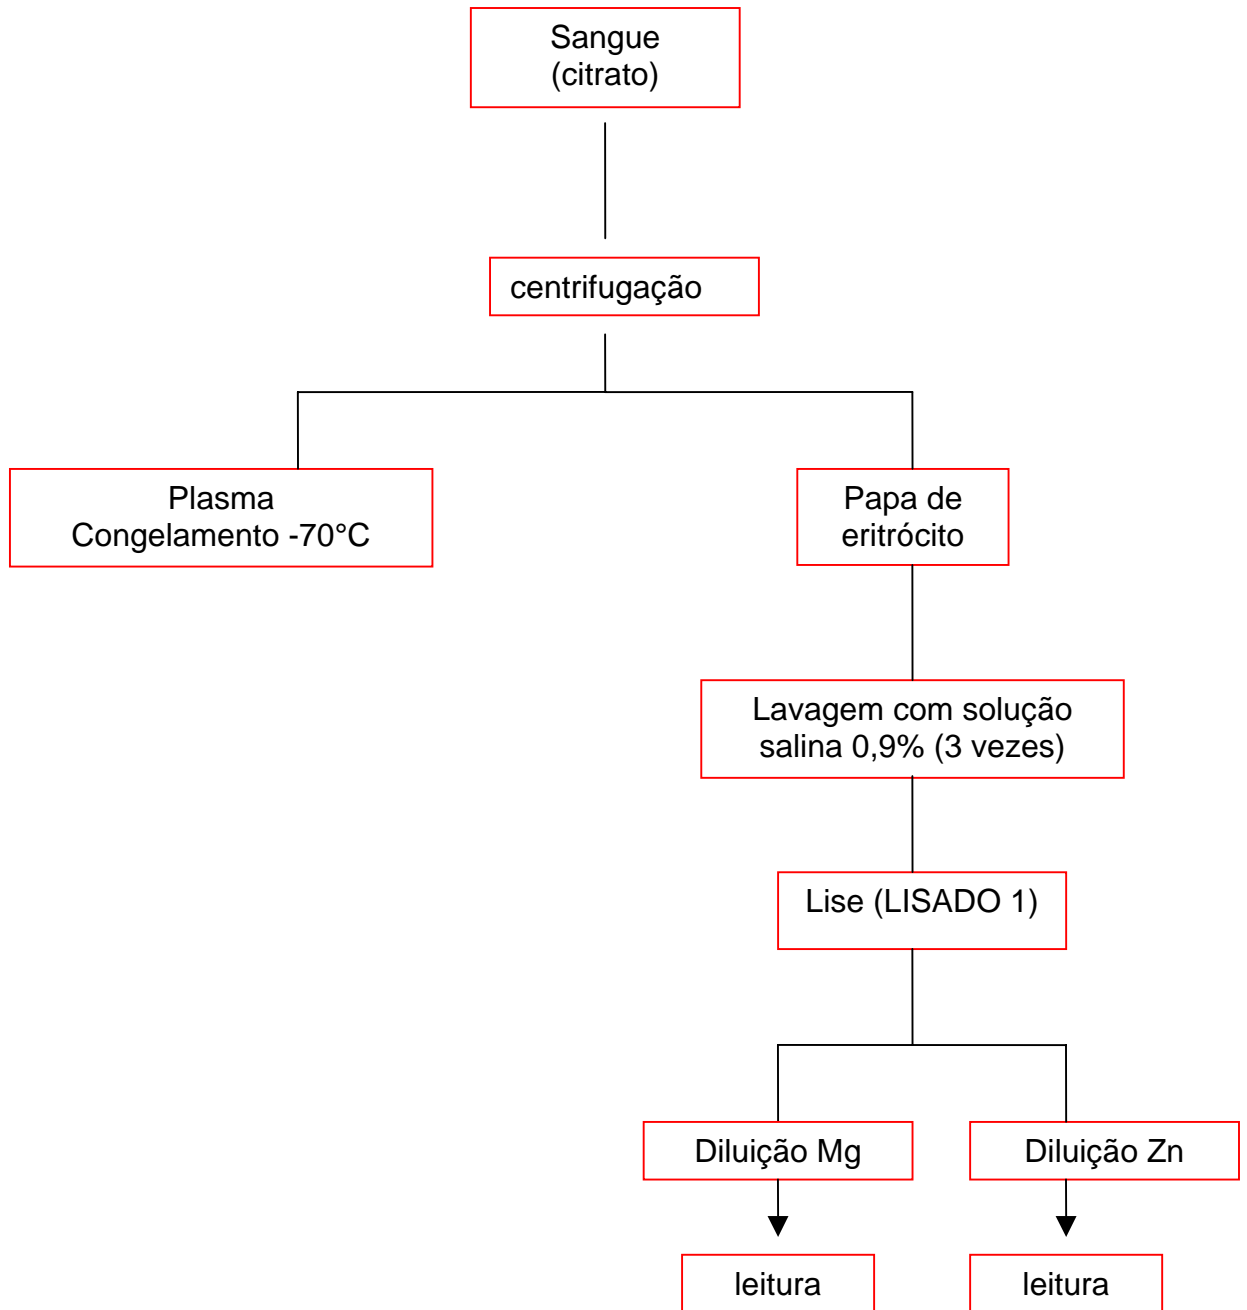 Sangue
(citrato)
centrifugação
Plasma
Congelamento -70°C
Papa de
eritrócito
Lavagem com solução
salina 0,9% (3 vezes)
Lise (LISADO 1)
Diluição Mg
Diluição Zn
leitura
leitura